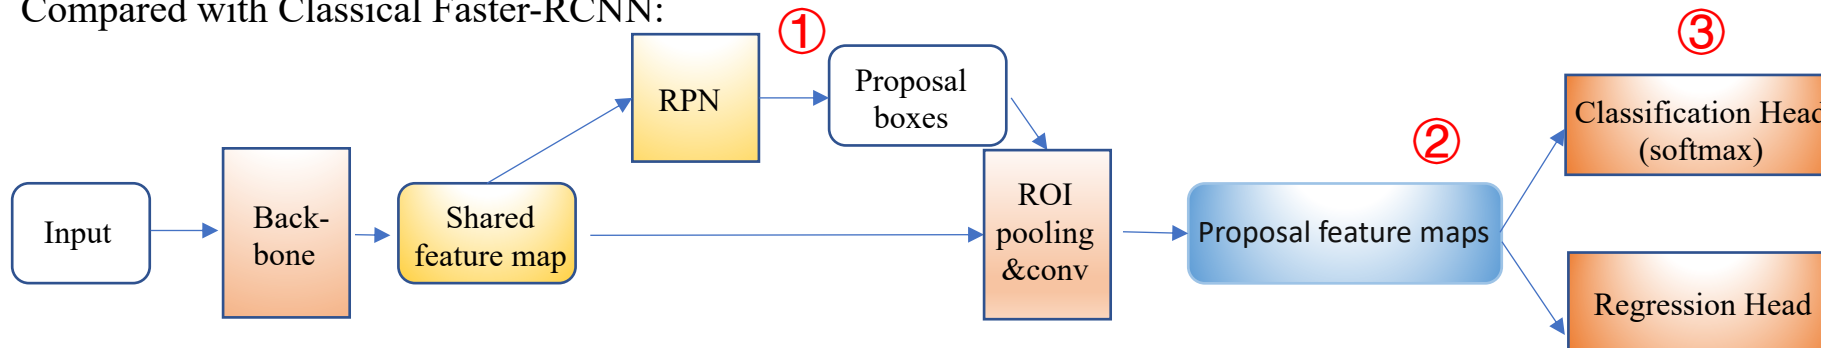 Compared with Classical Faster-RCNN:
①
③
RPN
Proposal
boxes
Classification Head
(softmax)
②
Input
Back-
bone
Shared
feature map
ROI
pooling
&conv
Proposal feature maps
Regression Head